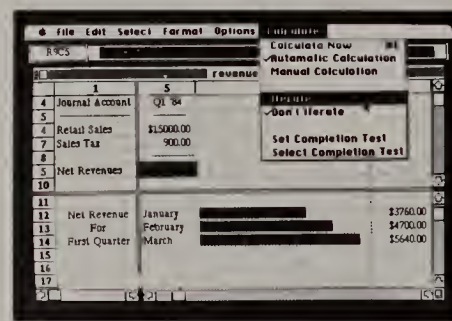 File Edit Select Format Options Calculate
R9C5
Calculate Now
Automatic Calculation
Manual Calculation
revenue
Iterate
Don't Iterate
Set Completion Test
Select Completion Test
1 5
4 Journal Account Q1 '84
5
4 Retail Sales $15000.00
7 Sales Tax 900.00
8
5 Net Revenues
10
11
12 Net Revenue January $3760.00
13 For February $4700.00
14 First Quarter March $5640.00
15
16
17